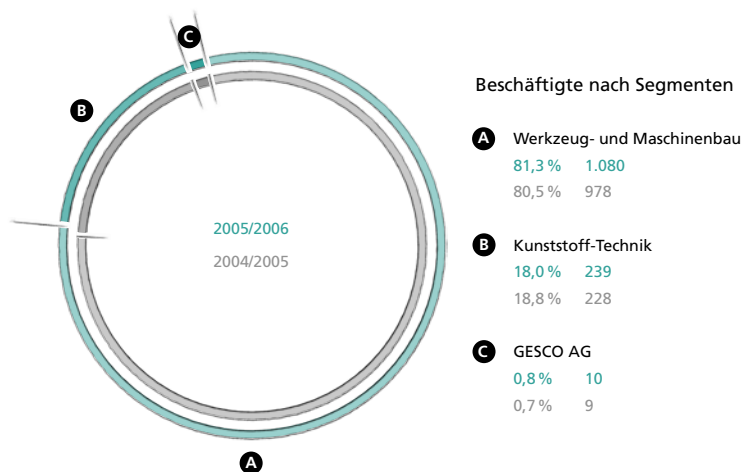 C
B
2005/2006
2004/2005
A
Beschäftigte nach Segmenten
A Werkzeug- und Maschinenbau
81,3 % 1.080
80,5 % 978
B Kunststoff-Technik
18,0 % 239
18,8 % 228
C GESCO AG
0,8 % 10
0,7 % 9